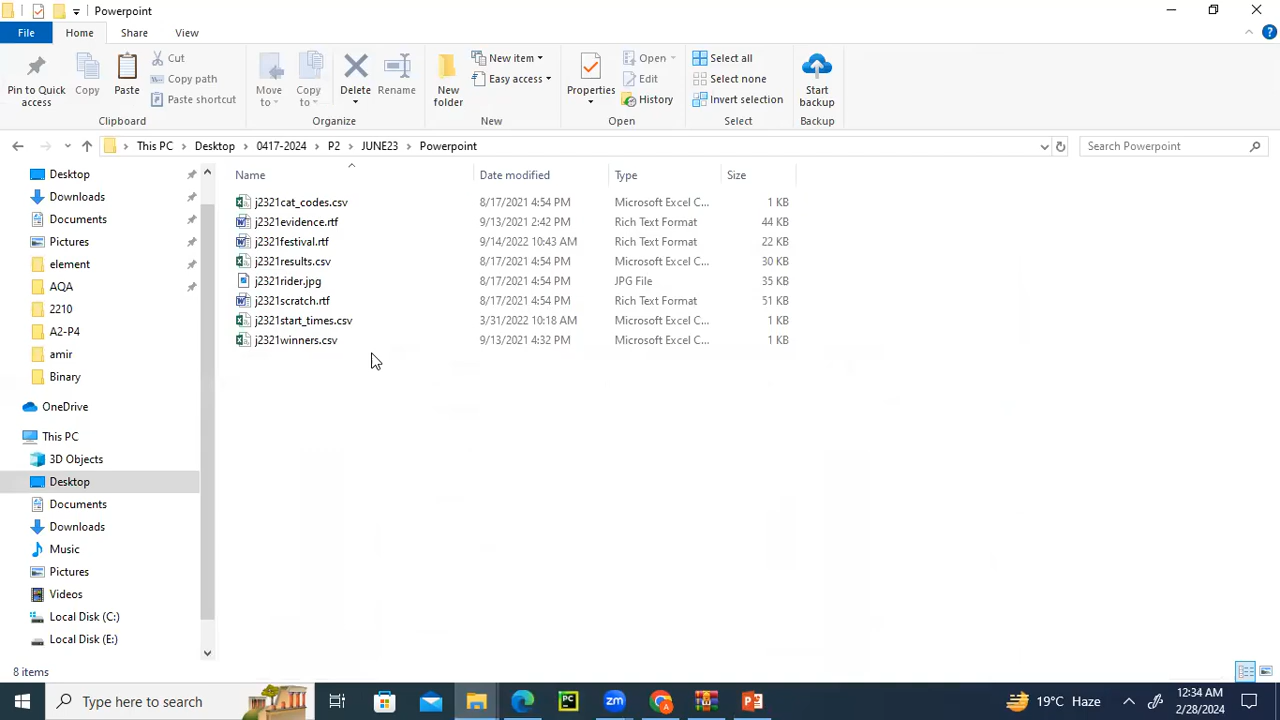 Powerpoint
File Home Share View
Pin to Quick access
Copy
Paste
Cut
Copy path
Paste shortcut
Clipboard
Move to
Copy to
Delete
Rename
Organize
New folder
New item
Easy access
New
Properties
Open
Edit
History
Open
Select all
Select none
Invert selection
Select
Start backup
Backup
This PC Desktop 0417-2024 P2 JUNE23 Powerpoint
Search Powerpoint
Desktop
Downloads
Documents
Pictures
element
AQA
2210
A2-P4
amir
Binary
OneDrive
This PC
3D Objects
Desktop
Documents
Downloads
Music
Pictures
Videos
Local Disk (C:)
Local Disk (E:)
Name Date modified Type Size
j2321cat_codes.csv 8/17/2021 4:54 PM Microsoft Excel C... 1 KB
j2321evidence.rtf 9/13/2021 2:42 PM Rich Text Format 44 KB
j2321festival.rtf 9/14/2022 10:43 AM Rich Text Format 22 KB
j2321results.csv 8/17/2021 4:54 PM Microsoft Excel C... 30 KB
j2321rider.jpg 8/17/2021 4:54 PM JPG File 35 KB
j2321scratch.rtf 8/17/2021 4:54 PM Rich Text Format 51 KB
j2321start_times.csv 3/31/2022 10:18 AM Microsoft Excel C... 1 KB
j2321winners.csv 9/13/2021 4:32 PM Microsoft Excel C... 1 KB
8 items
Type here to search
19°C Haze
12:34 AM
2/28/2024